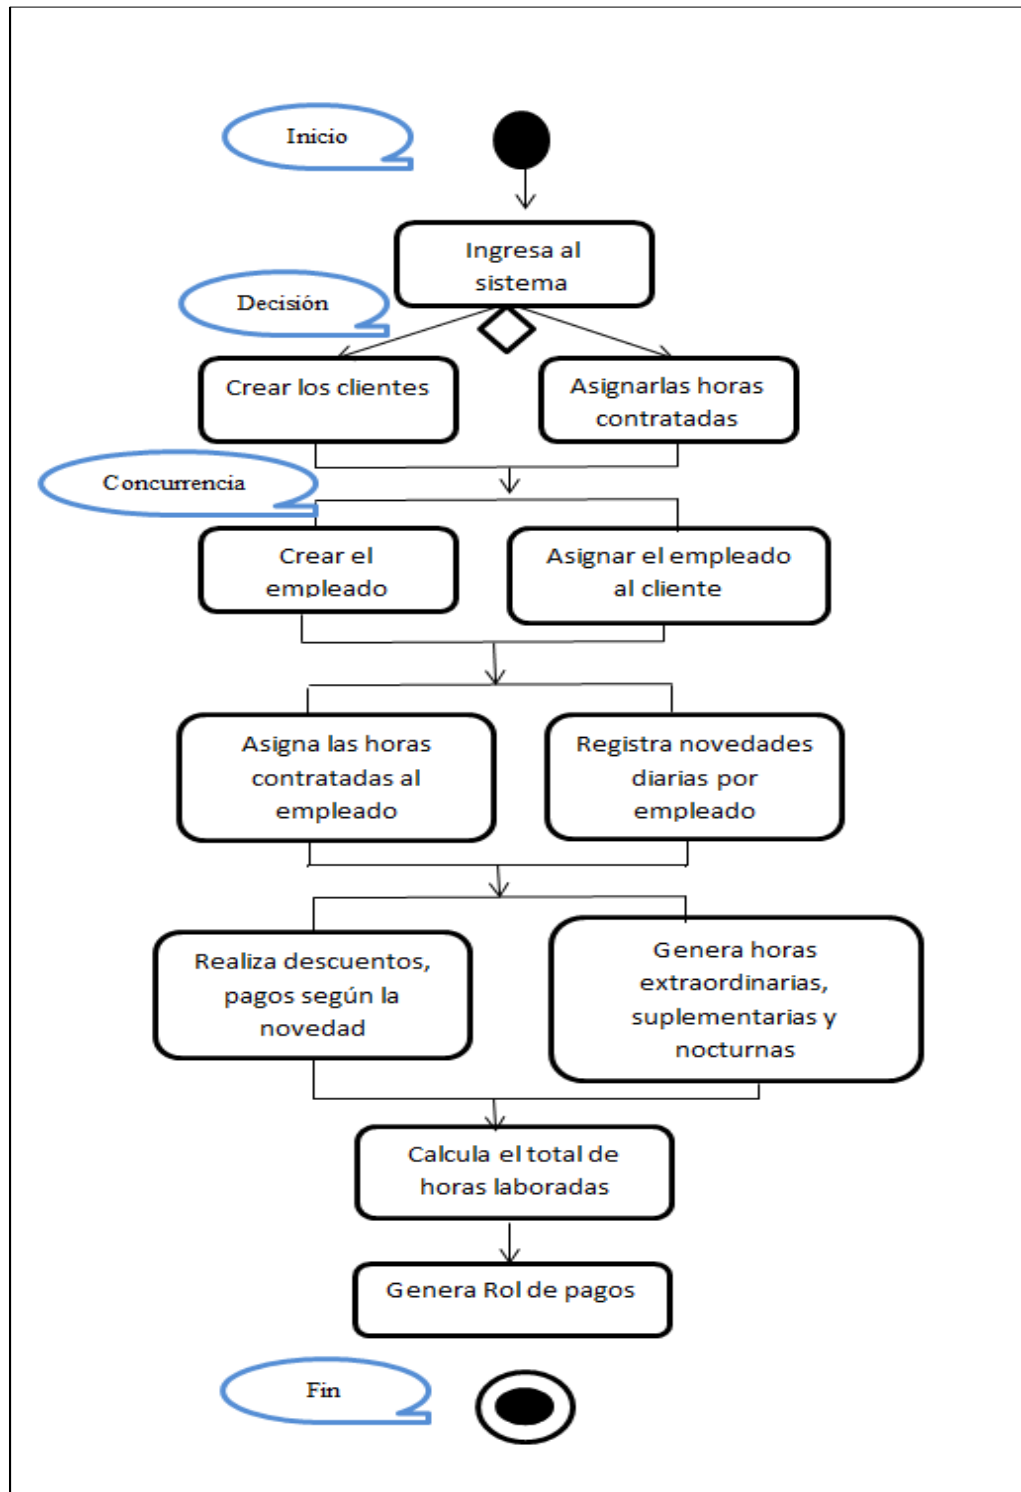 Inicio
Ingresa al
sistema
Decisión
Crear los clientes
Asignarlas horas
contratadas
Concurrencia
Crear el
empleado
Asignar el empleado
al cliente
Asigna las horas
contratadas al
empleado
Registra novedades
diarias por
empleado
Realiza descuentos,
pagos según la
novedad
Genera horas
extraordinarias,
suplementarias y
nocturnas
Calcula el total de
horas laboradas
Genera Rol de pagos
Fin